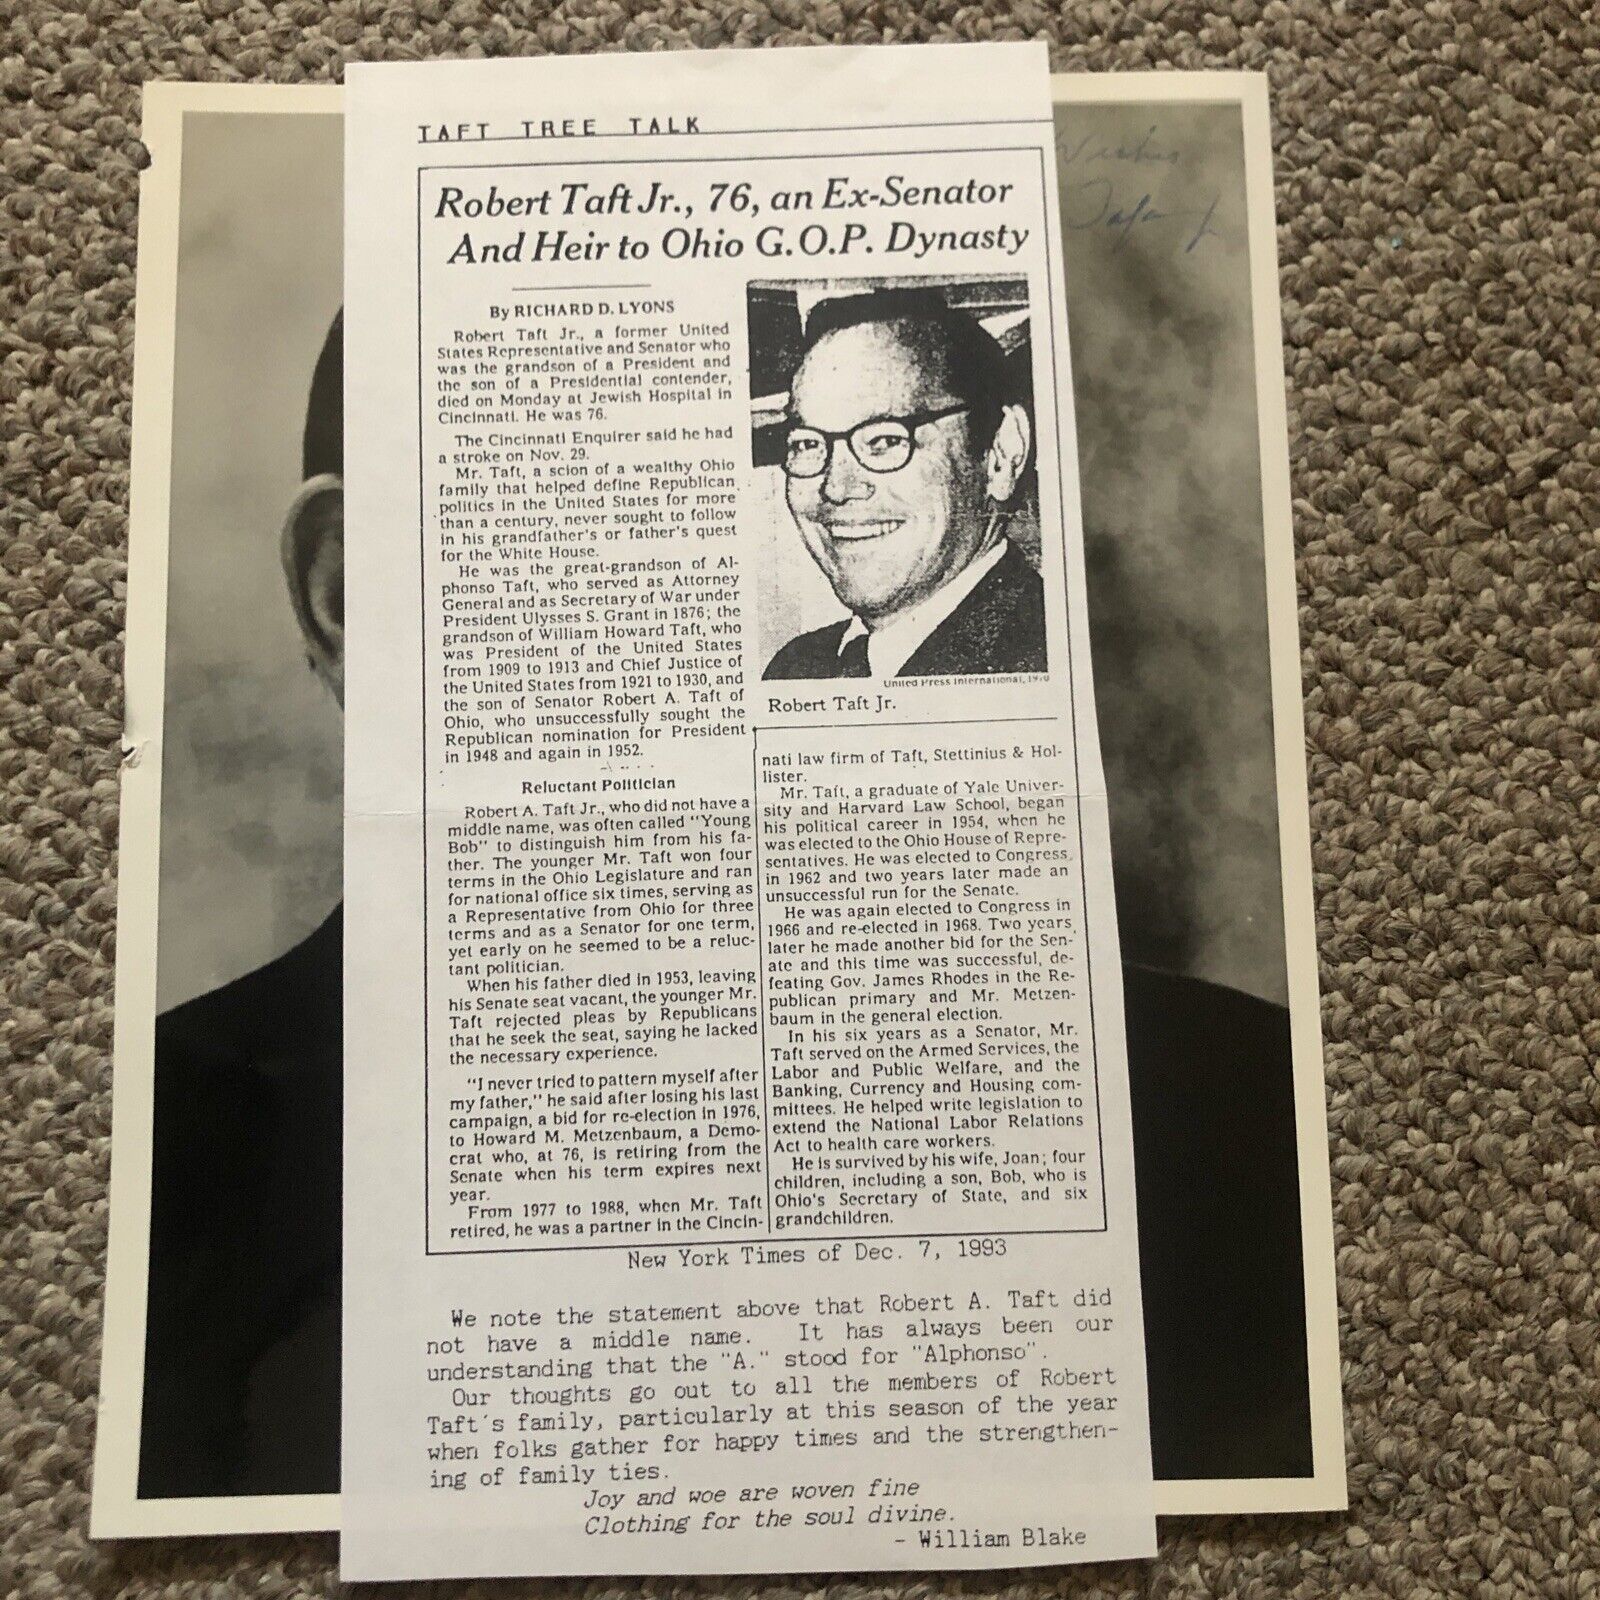 TAFT TREE TALK
Robert Taft Jr., 76, an Ex-Senator
And Heir to Ohio G.O.P. Dynasty
By RICHARD D. LYONS
Robert Taft Jr., a former United
States Representative and Senator who
was the grandson of a President and
the son of a Presidential contender,
died on Monday at Jewish Hospital in
Cincinnati. He was 76.
The Cincinnati Enquirer said he had
a stroke on Nov. 29.
Mr. Taft, a scion of a wealthy Ohio
family that helped define Republican
politics in the United States for more
than a century, never sought to follow
in his grandfather's or father's quest
for the White House.
He was the great-grandson of Al-
phonso Taft, who served as Attorney
General and as Secretary of War under
President Ulysses S. Grant in 1876; the
grandson of William Howard Taft, who
was President of the United States
from 1909 to 1913 and Chief Justice of
the United States from 1921 to 1930, and
the son of Senator Robert A. Taft of
Ohio, who unsuccessfully sought the
Republican nomination for President
in 1948 and again in 1952.
Reluctant Politician
Robert A. Taft Jr., who did not have a
middle name, was often called "Young
Bob" to distinguish him from his fa-
ther. The younger Mr. Taft won four
terms in the Ohio Legislature and ran
for national office six times, serving as
a Representative from Ohio for three
terms and as a Senator for one term,
yet early on he seemed to be a reluc-
tant politician.
When his father died in 1953, leaving
his Senate seat vacant, the younger Mr.
Taft rejected pleas by Republicans
that he seek the seat, saying he lacked
the necessary experience.
"I never tried to pattern myself after
my father," he said after losing his last
campaign, a bid for re-election in 1976,
to Howard M. Metzenbaum, a Demo-
crat who, at 76, is retiring from the
Senate when his term expires next
year.
From 1977 to 1988, when Mr. Taft
retired, he was a partner in the Cincin-
United Press International, 1970
Robert Taft Jr.
nati law firm of Taft, Stettinius & Hol-
lister.
Mr. Taft, a graduate of Yale Univer-
sity and Harvard Law School, began
his political career in 1954, when he
was elected to the Ohio House of Repre-
sentatives. He was elected to Congress
in 1962 and two years later made an
unsuccessful run for the Senate.
He was again elected to Congress in
1966 and re-elected in 1968. Two years
later he made another bid for the Sen-
ate and this time was successful, de-
feating Gov. James Rhodes in the Re-
publican primary and Mr. Metzen-
baum in the general election.
In his six years as a Senator, Mr.
Taft served on the Armed Services, the
Labor and Public Welfare, and the
Banking, Currency and Housing com-
mittees. He helped write legislation to
extend the National Labor Relations
Act to health care workers.
He is survived by his wife, Joan; four
children, including a son, Bob, who is
Ohio's Secretary of State, and six
grandchildren.
New York Times of Dec. 7, 1993
We note the statement above that Robert A. Taft did
not have a middle name. It has always been our
understanding that the "A." stood for "Alphonso".
Our thoughts go out to all the members of Robert
Taft's family, particularly at this season of the year
when folks gather for happy times and the strengthen-
ing of family ties.
Joy and woe are woven fine
Clothing for the soul divine.
- William Blake
Wishes